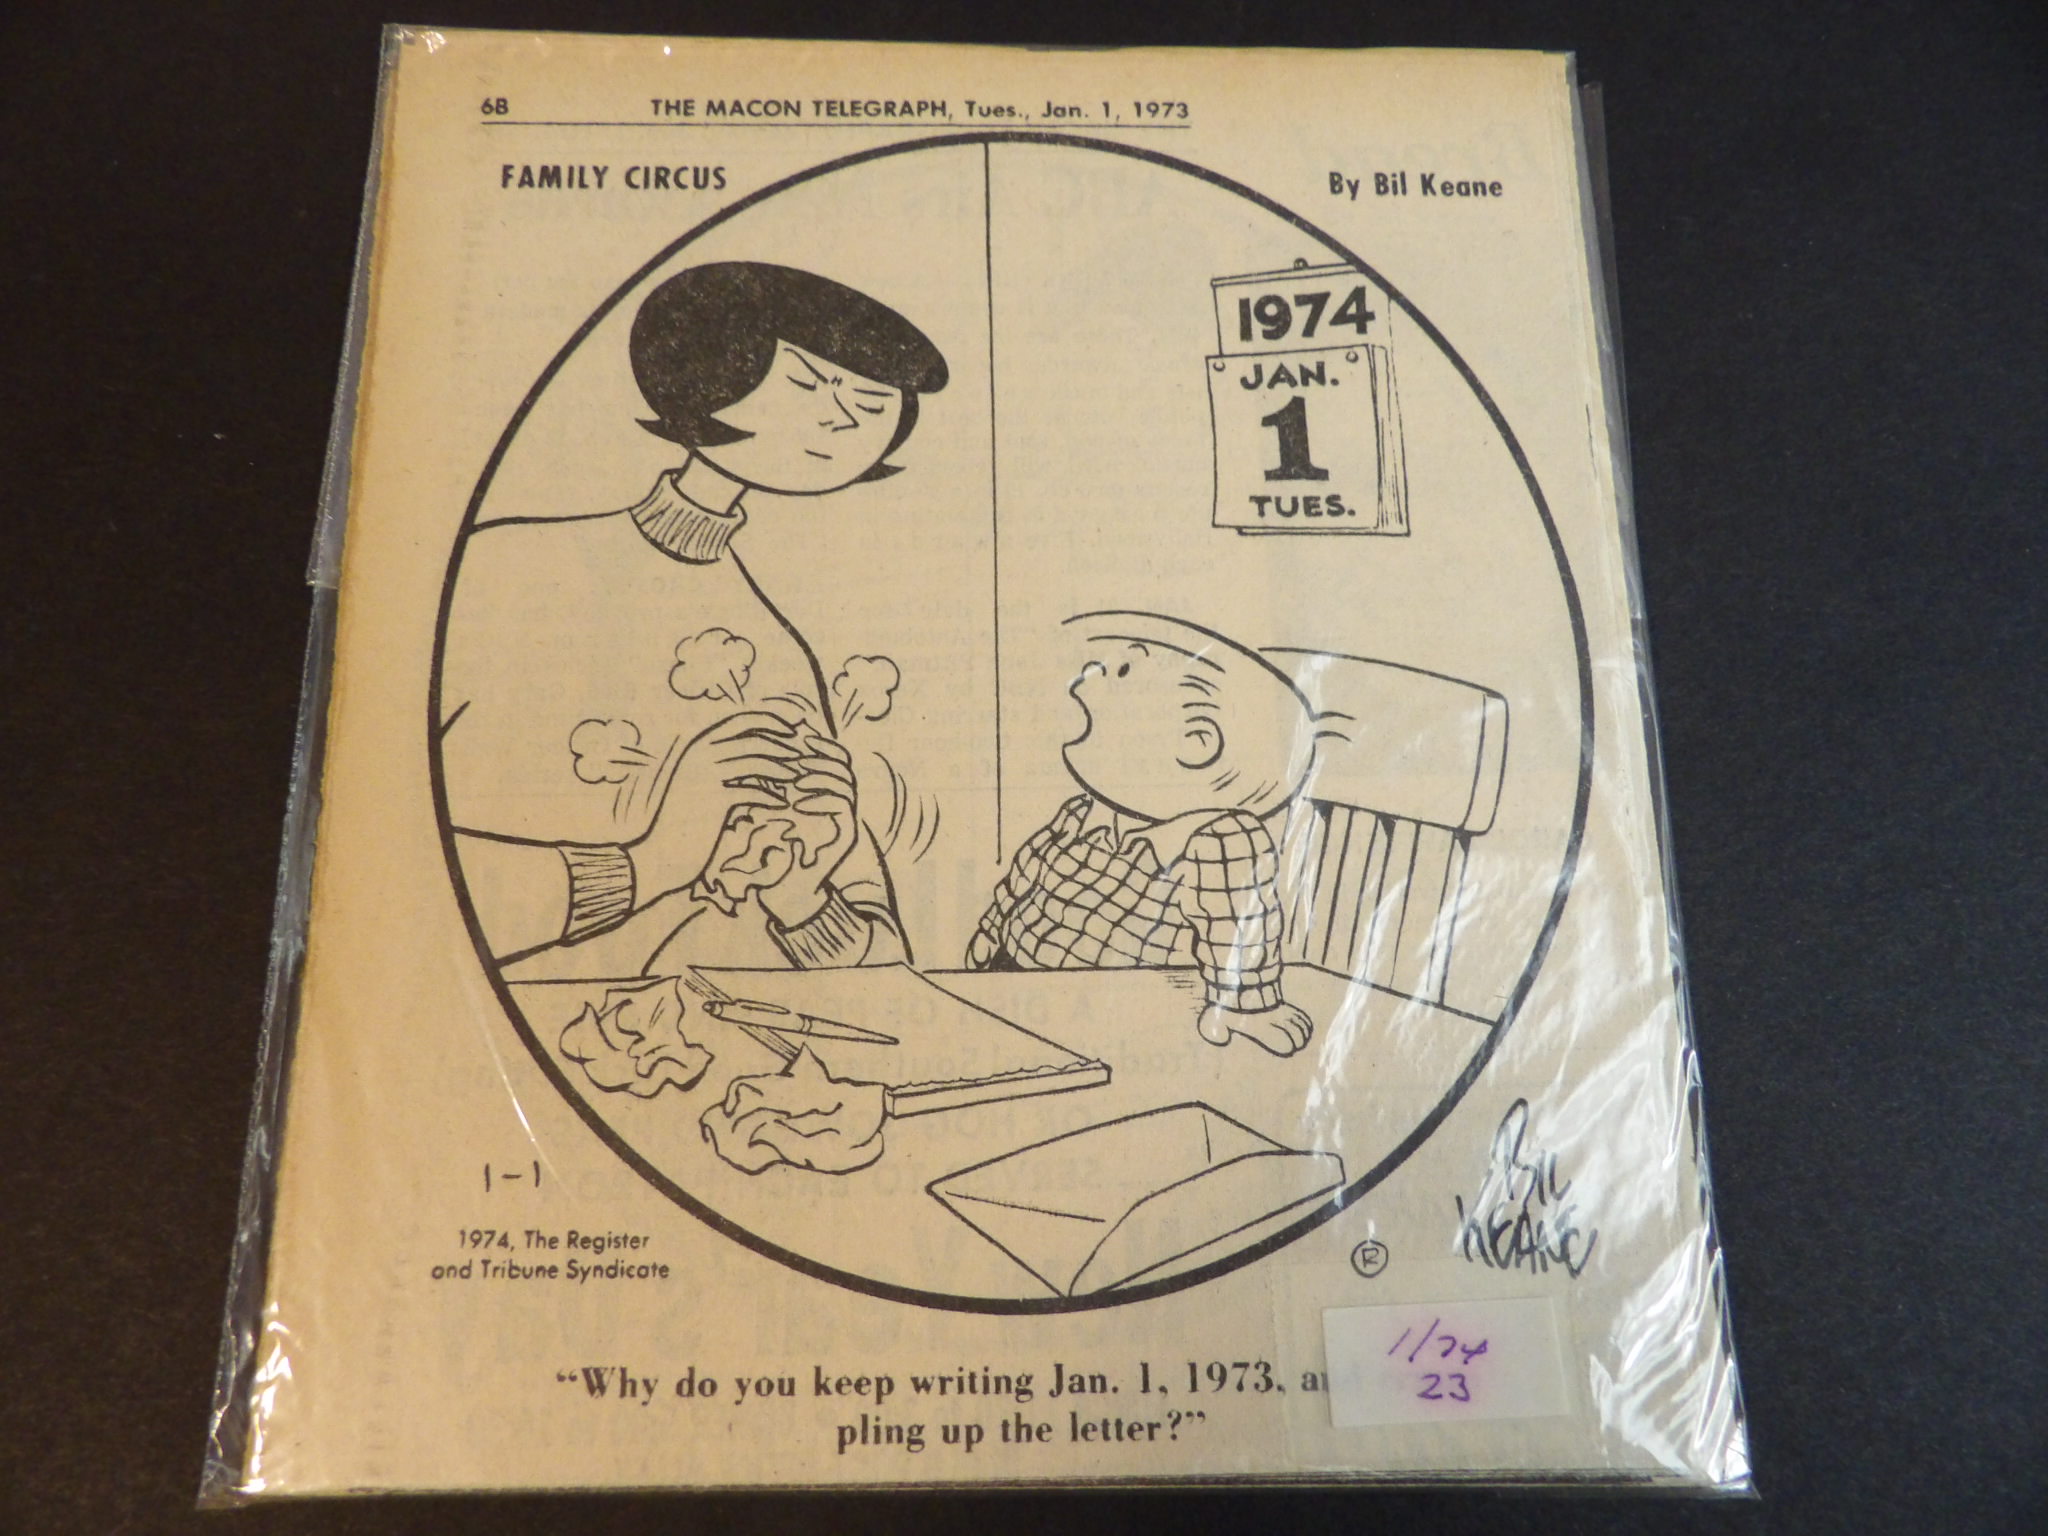 6B THE MACON TELEGRAPH, Tues., Jan. 1, 1973
FAMILY CIRCUS By Bil Keane
1974
JAN.
1
TUES.
1-1
1974, The Register
and Tribune Syndicate
®
BIL
KEANE
1/74
23
"Why do you keep writing Jan. 1, 1973, an
pling up the letter?"